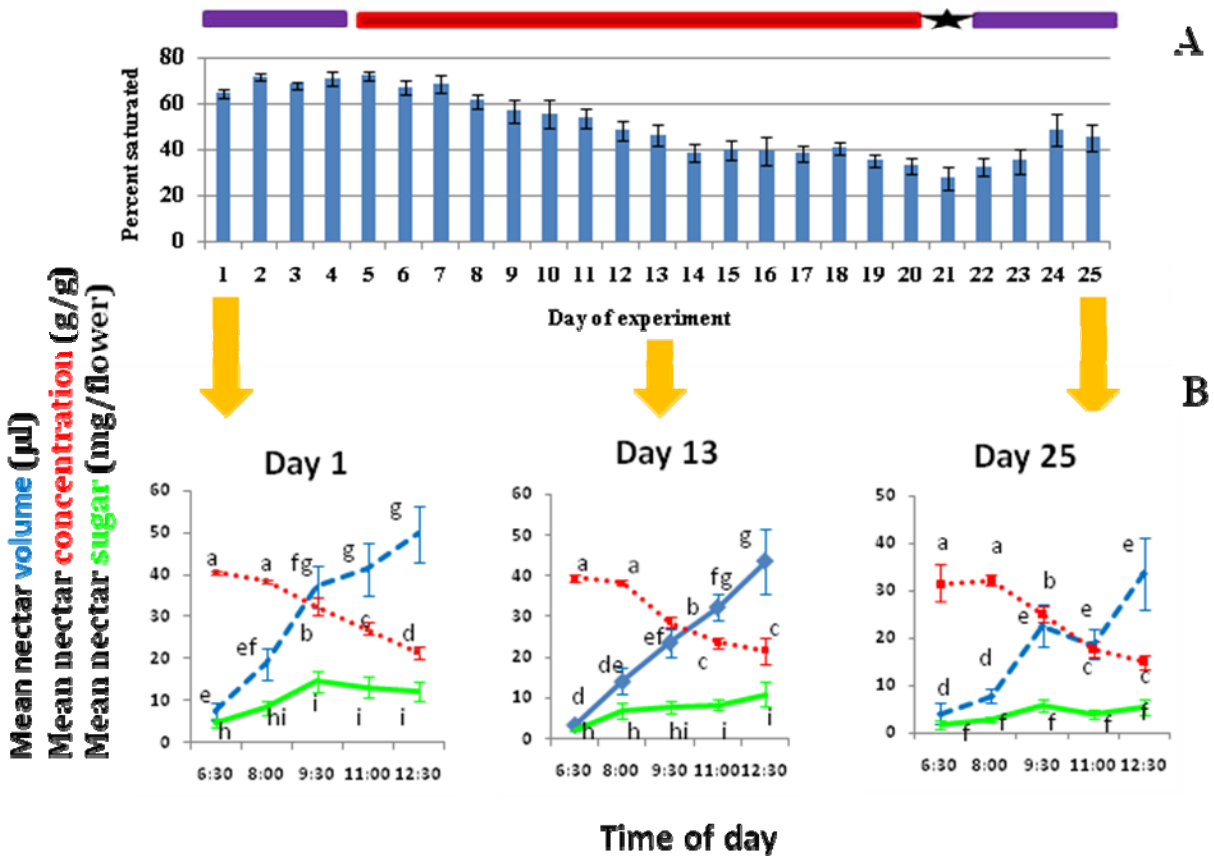 A
Percent saturated
80
60
40
20
0
1 2 3 4 5 6 7 8 9 10 11 12 13 14 15 16 17 18 19 20 21 22 23 24 25
Day of experiment
B
Mean nectar volume (µl)
Mean nectar concentration (g/g)
Mean nectar sugar (mg/flower)
Day 1
60
50
40
30
20
10
0
a a fg g g
e ef b c d
h hi i i i
6:30 8:00 9:30 11:00 12:30
Day 13
60
50
40
30
20
10
0
a a b fg g
d de ef c c
h h hi i i
6:30 8:00 9:30 11:00 12:30
Day 25
50
40
30
20
10
0
a a b e e
d d e c c
f f f f f
6:30 8:00 9:30 11:00 12:30
Time of day